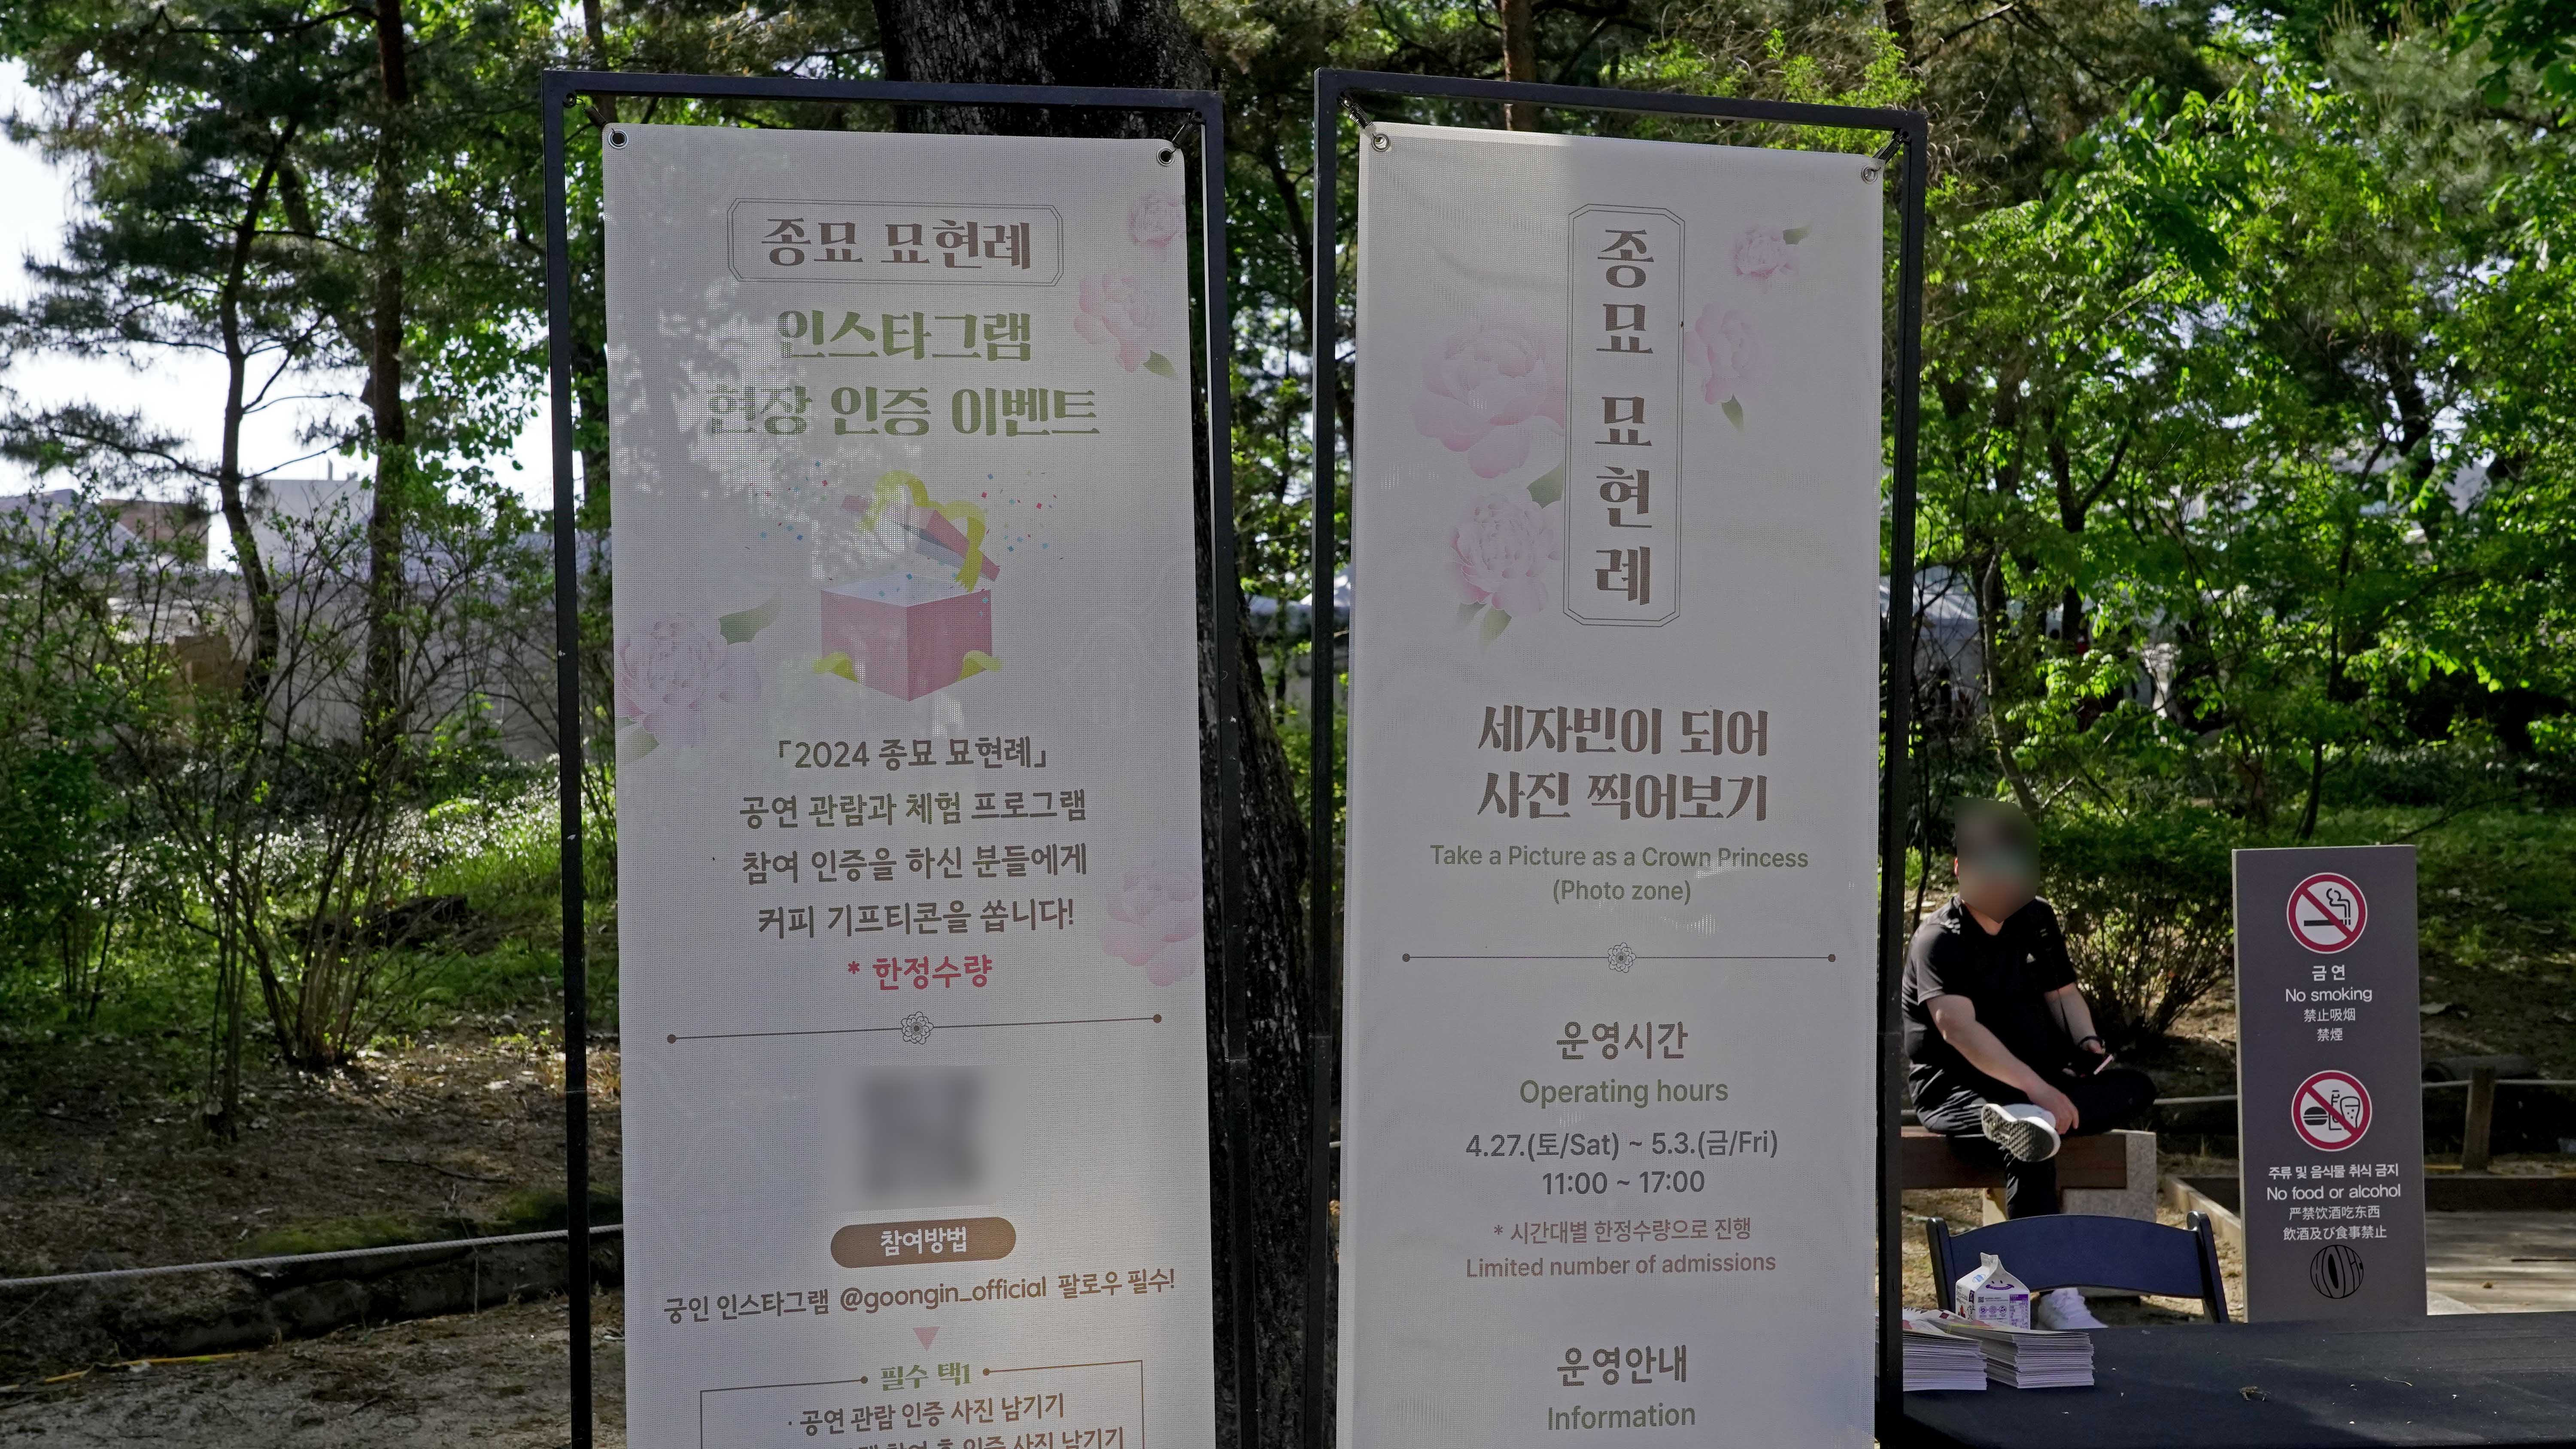 종묘 묘현례
인스타그램
현장 인증 이벤트
「2024 종묘 묘현례」
공연 관람과 체험 프로그램
참여 인증을 하신 분들에게
커피 기프티콘을 쏩니다!
* 한정수량
참여방법
궁인 인스타그램 @goongin_official 팔로우 필수!
필수 택1
· 공연 관람 인증 사진 남기기
참여 후 인증 사진 남기기
종묘 묘현례
세자빈이 되어
사진 찍어보기
Take a Picture as a Crown Princess
(Photo zone)
운영시간
Operating hours
4.27.(토/Sat) ~ 5.3.(금/Fri)
11:00 ~ 17:00
* 시간대별 한정수량으로 진행
Limited number of admissions
운영안내
Information
금연
No smoking
禁止吸烟
禁煙
주류 및 음식물 취식 금지
No food or alcohol
严禁饮酒吃东西
飲酒及び食事禁止